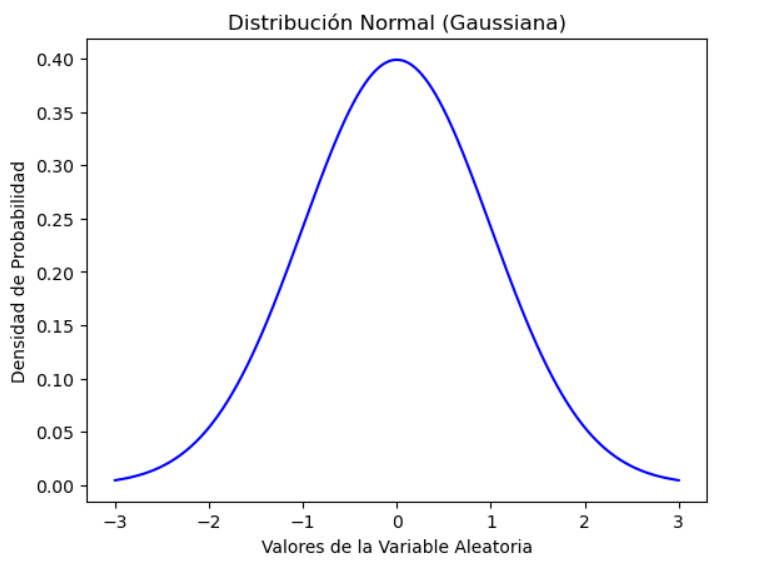 Distribución Normal (Gaussiana)
Densidad de Probabilidad
0.40
0.35
0.30
0.25
0.20
0.15
0.10
0.05
0.00
−3 −2 −1 0 1 2 3
Valores de la Variable Aleatoria